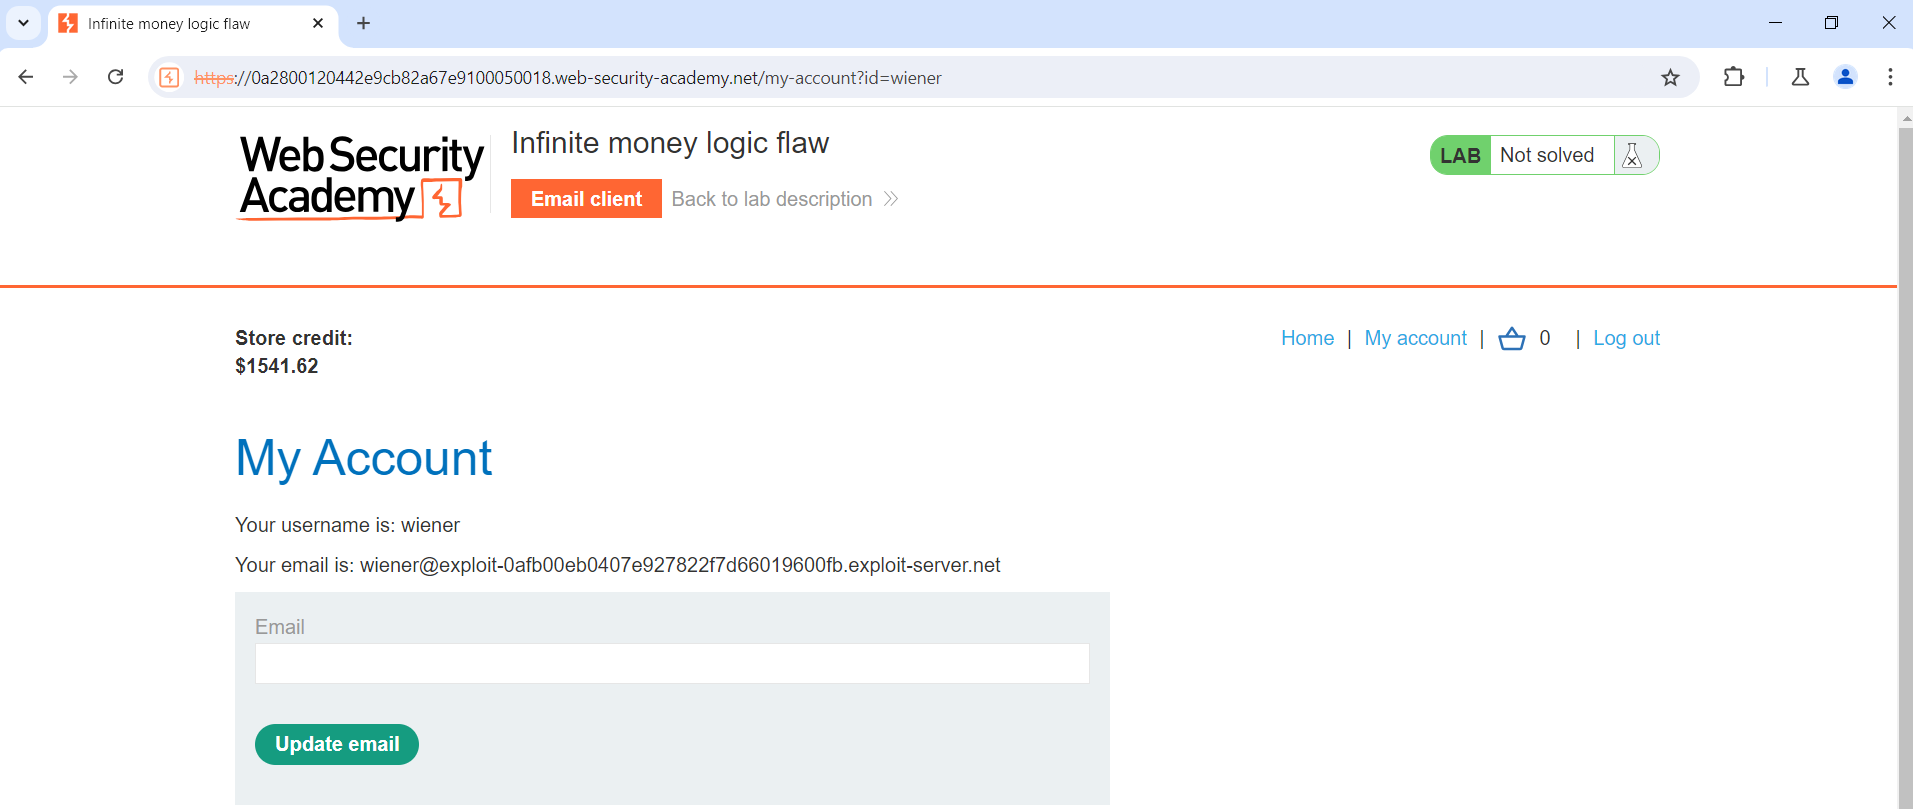 Infinite money logic flaw
https://0a2800120442e9cb82a67e9100050018.web-security-academy.net/my-account?id=wiener
Web Security
Academy
Infinite money logic flaw
Email client
Back to lab description
LAB Not solved
Store credit:
$1541.62
Home | My account | 0 | Log out
My Account
Your username is: wiener
Your email is: wiener@exploit-0afb00eb0407e927822f7d66019600fb.exploit-server.net
Email
Update email